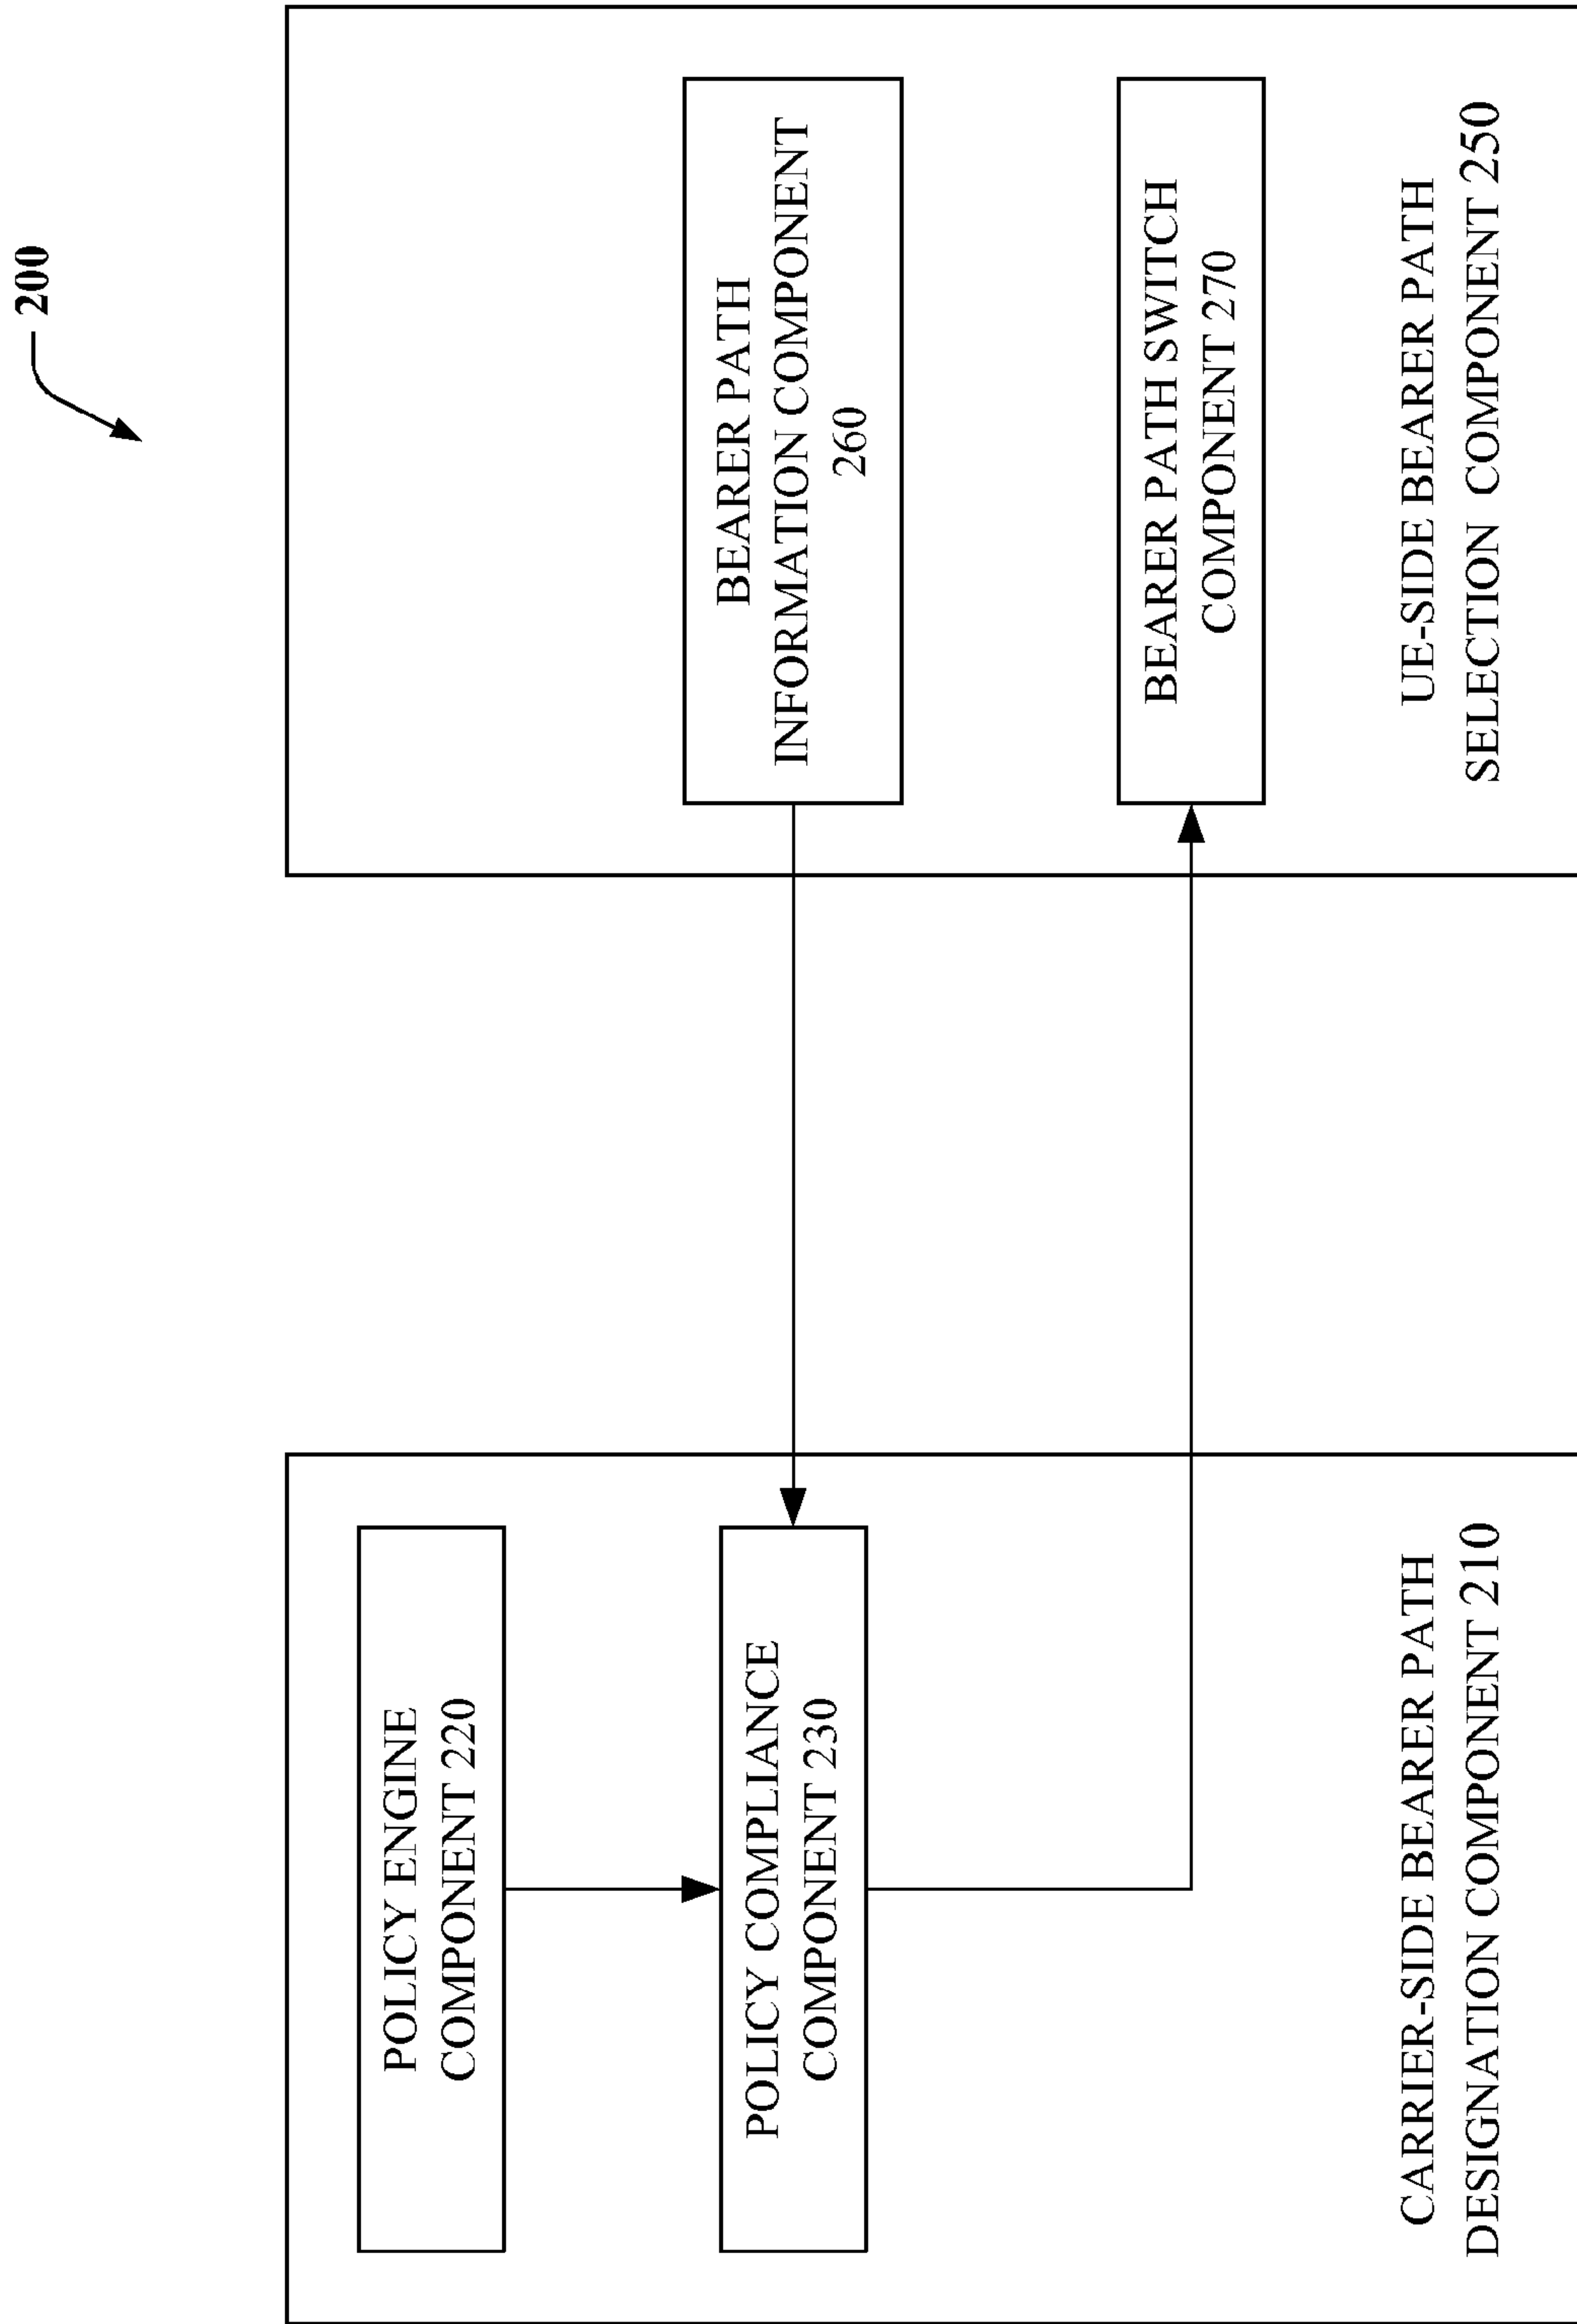 200
POLICY ENGINE
COMPONENT 220
POLICY COMPLIANCE
COMPONENT 230
CARRIER-SIDE BEARER PATH
DESIGNATION COMPONENT 210
BEARER PATH
INFORMATION COMPONENT
260
BEARER PATH SWITCH
COMPONENT 270
UE-SIDE BEARER PATH
SELECTION COMPONENT 250